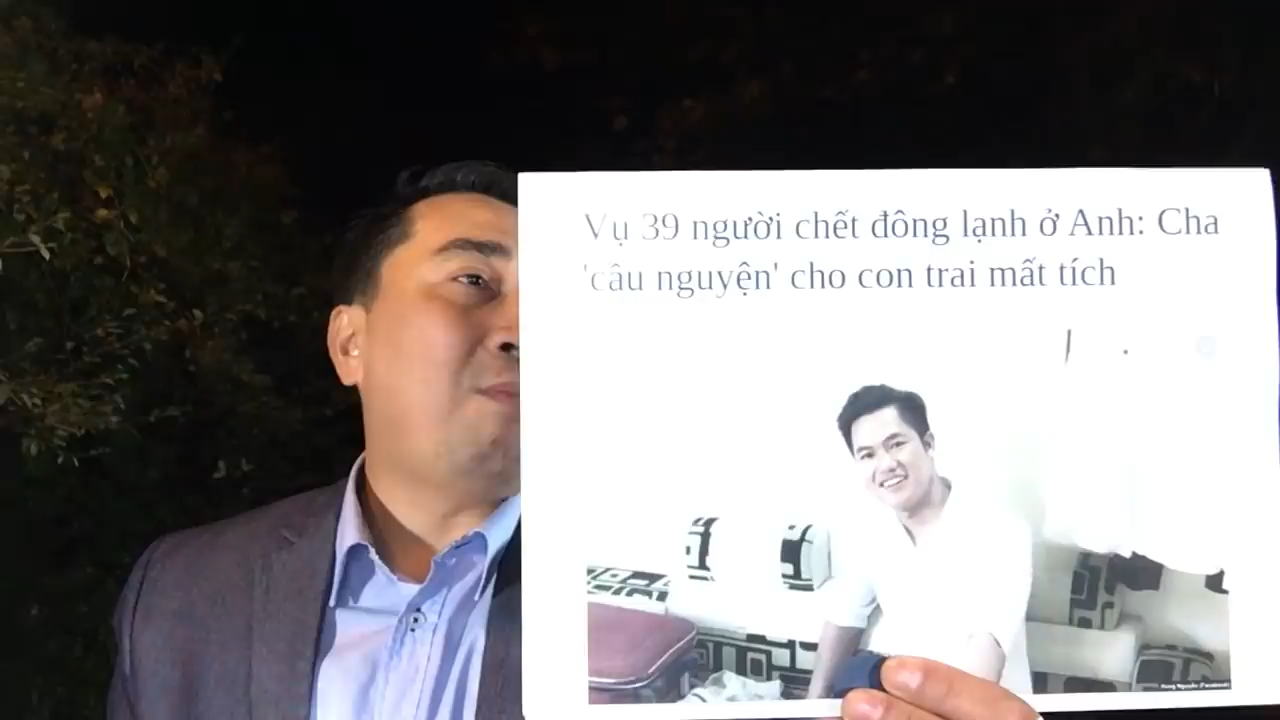 Vụ 39 người chết đông lạnh ở Anh: Cha
'cầu nguyện' cho con trai mất tích